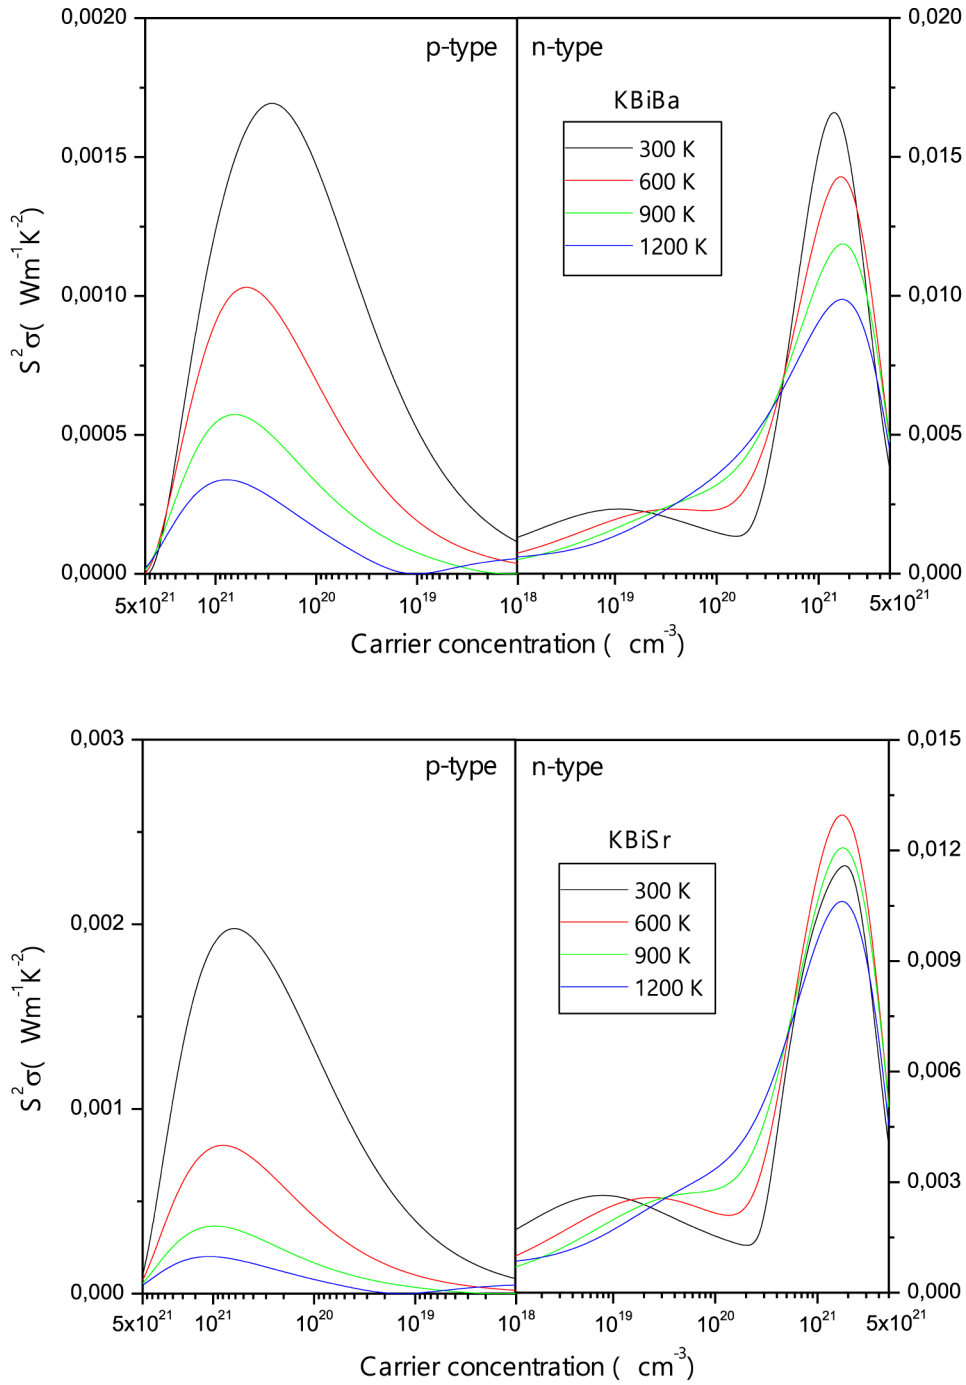 0,0020
0,020
p-type
n-type
KBiBa
300 K
600 K
900 K
1200 K
0,0015
0,015
0,0010
0,010
0,0005
0,005
0,0000
0,000
S²σ( Wm⁻¹K⁻²)
5x10²¹
10²¹
10²⁰
10¹⁹
10¹⁸
10¹⁹
10²⁰
10²¹
5x10²¹
Carrier concentration ( cm⁻³)
0,003
0,015
p-type
n-type
KBiSr
300 K
600 K
900 K
1200 K
0,012
0,002
0,009
0,001
0,006
0,003
0,000
0,000
S²σ( Wm⁻¹K⁻²)
5x10²¹
10²¹
10²⁰
10¹⁹
10¹⁸
10¹⁹
10²⁰
10²¹
5x10²¹
Carrier concentration ( cm⁻³)